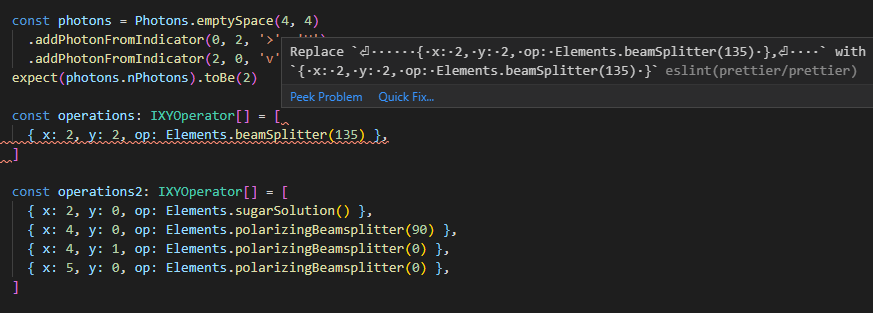 const photons = Photons.emptySpace(4, 4)
.addPhotonFromIndicator(0, 2, '>'
.addPhotonFromIndicator(2, 0, 'v'
expect(photons.nPhotons).toBe(2)
Replace `⏎······{·x:·2,·y:·2,·op:·Elements.beamSplitter(135)·},⏎····` with
`{·x:·2,·y:·2,·op:·Elements.beamSplitter(135)·}` eslint(prettier/prettier)
Peek Problem Quick Fix...
const operations: IXYOperator[] = [
{ x: 2, y: 2, op: Elements.beamSplitter(135) },
]
const operations2: IXYOperator[] = [
{ x: 2, y: 0, op: Elements.sugarSolution() },
{ x: 4, y: 0, op: Elements.polarizingBeamsplitter(90) },
{ x: 4, y: 1, op: Elements.polarizingBeamsplitter(0) },
{ x: 5, y: 0, op: Elements.polarizingBeamsplitter(0) },
]